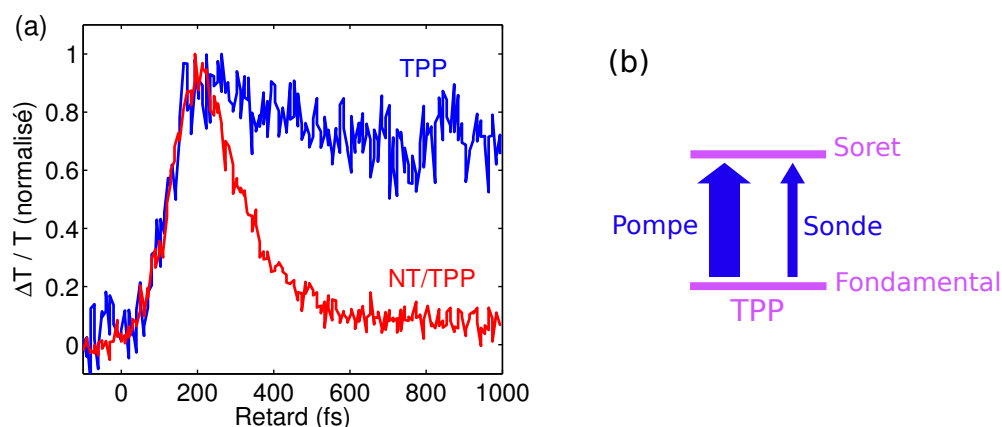 (a)
ΔT / T (normalisé)
1
0.8
0.6
0.4
0.2
0
0
200
400
600
800
1000
Retard (fs)
TPP
NT/TPP
(b)
Soret
Pompe
Sonde
Fondamental
TPP